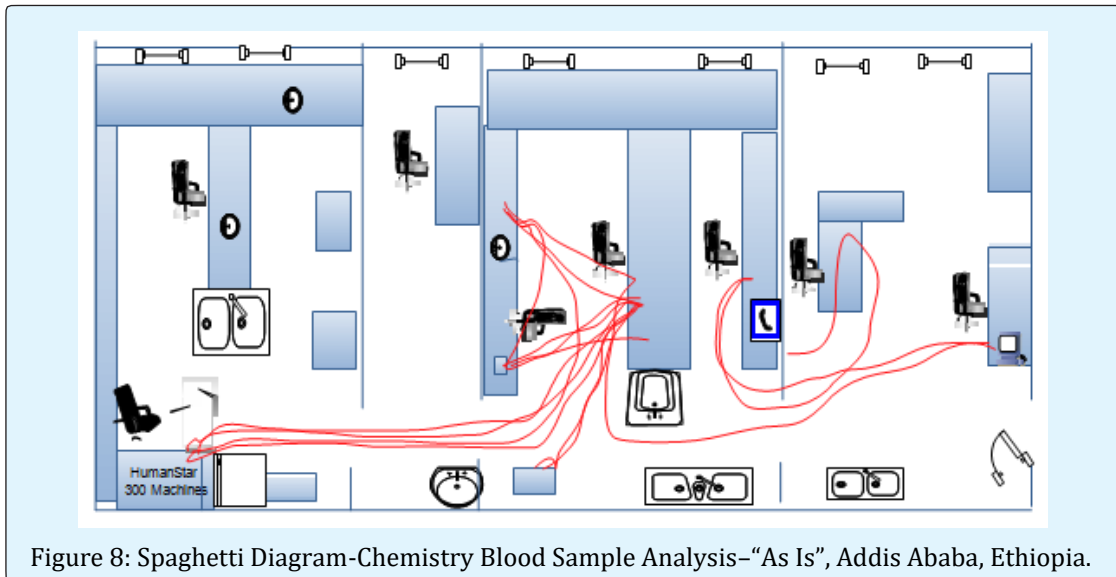 HumanStar
300 Machines
Figure 8: Spaghetti Diagram-Chemistry Blood Sample Analysis–“As Is”, Addis Ababa, Ethiopia.